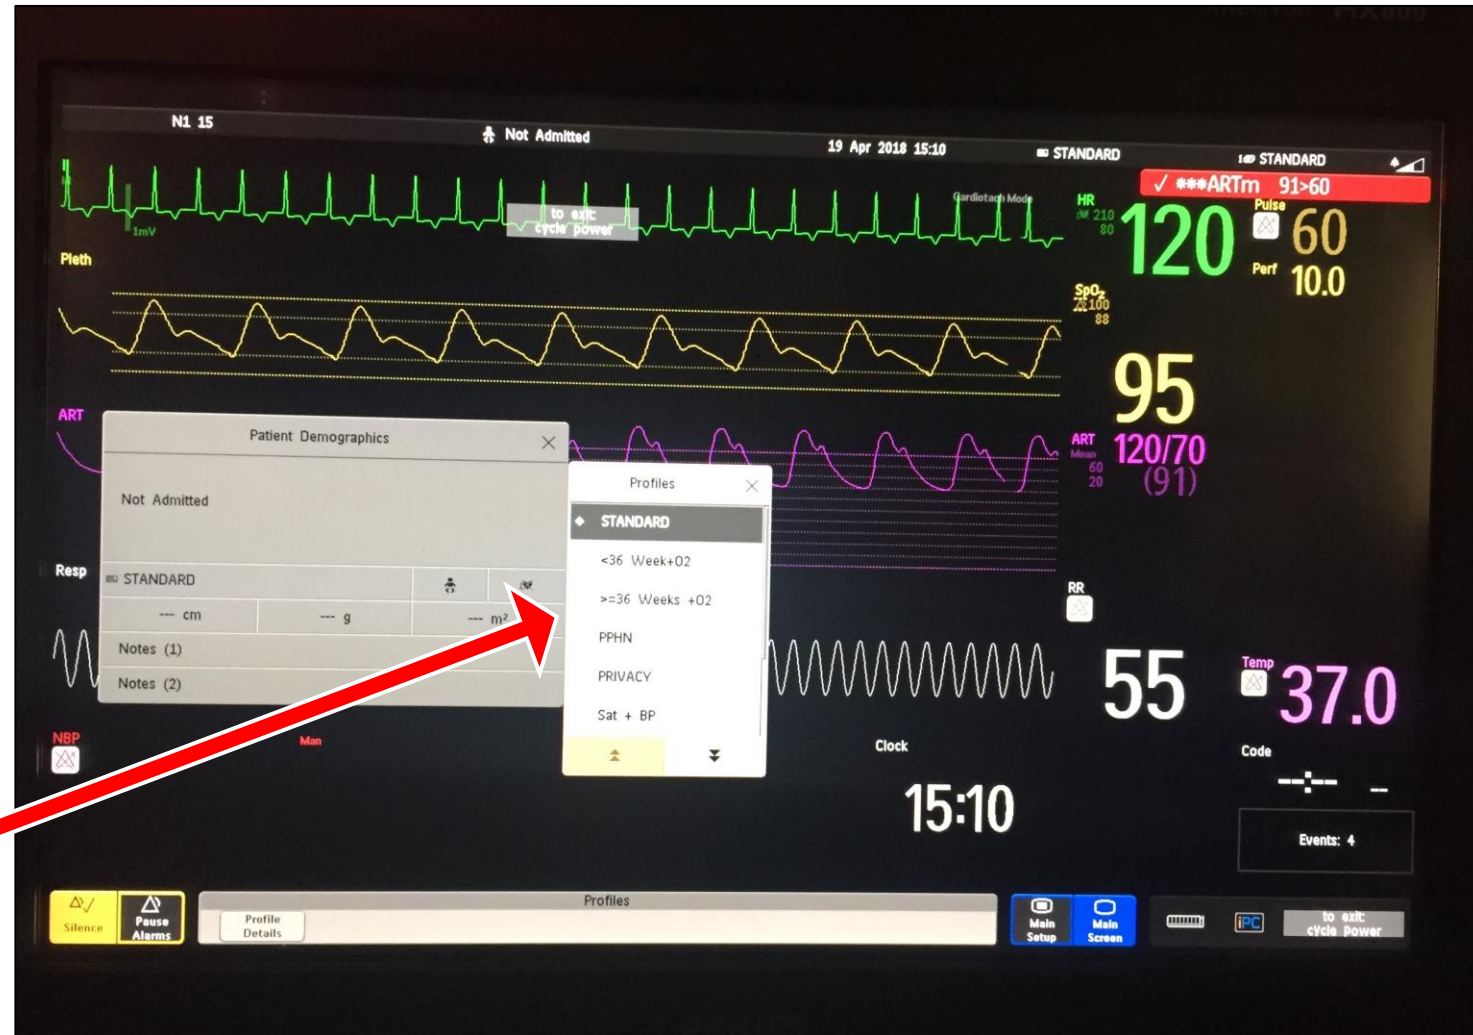 N1 15
Not Admitted
19 Apr 2018 15:10
STANDARD
STANDARD
✓ ***ARTm 91>60
1mV
to exit:
cycle power
Cardiotach Mode
HR
210
80
120
Pulse
60
Perf
10.0
Pleth
SpO₂
100
88
95
ART
ART
Mean
60
20
120/70
(91)
Patient Demographics
Not Admitted
STANDARD
--- cm
--- g
--- m²
Notes (1)
Notes (2)
Profiles
STANDARD
<36 Week+O2
>=36 Weeks +O2
PPHN
PRIVACY
Sat + BP
Resp
RR
55
Temp
37.0
NBP
Man
Clock
15:10
Code
--:-- --
Events: 4
Silence
Pause
Alarms
Profiles
Profile
Details
Main
Setup
Main
Screen
iPC
to exit:
cycle power